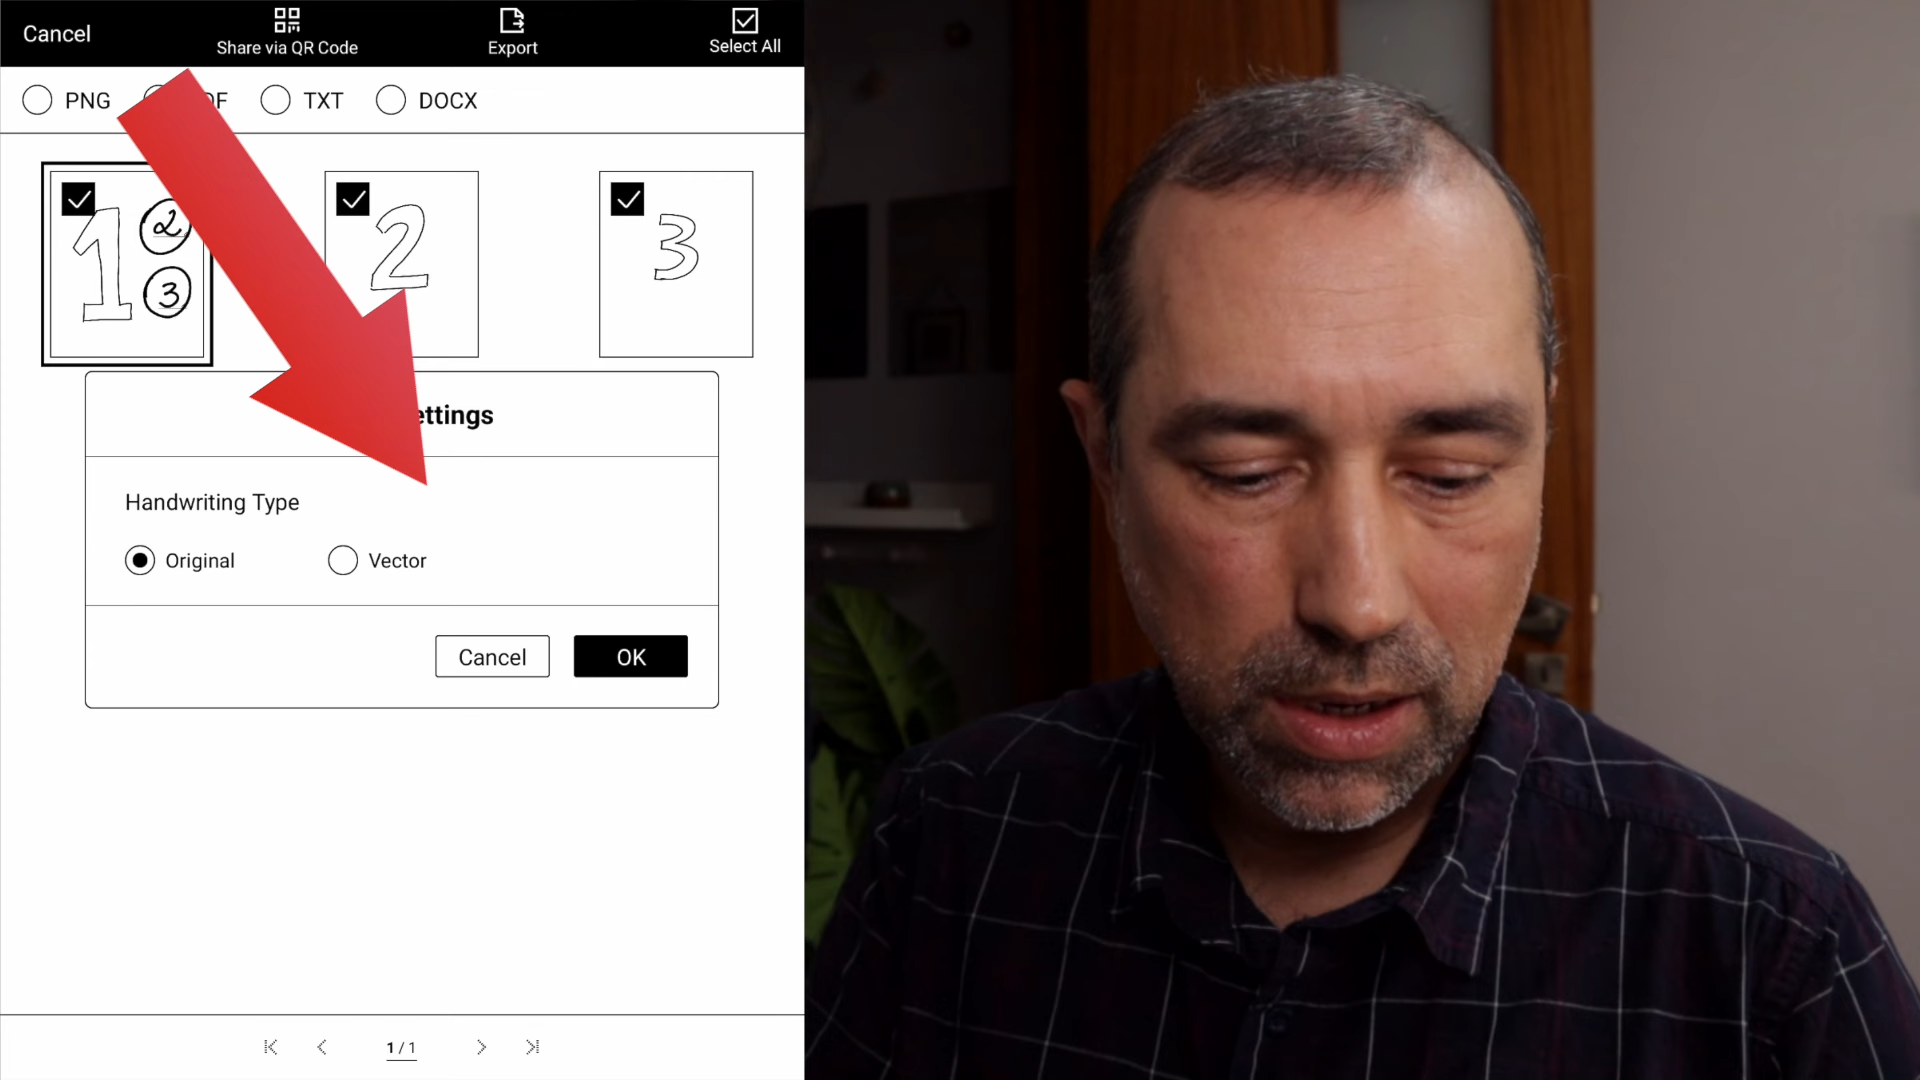 Cancel
Share via QR Code
Export
Select All
PNG
TXT
DOCX
1
2
3
2
3
Handwriting Type
Original
Vector
Cancel
OK
1 / 1